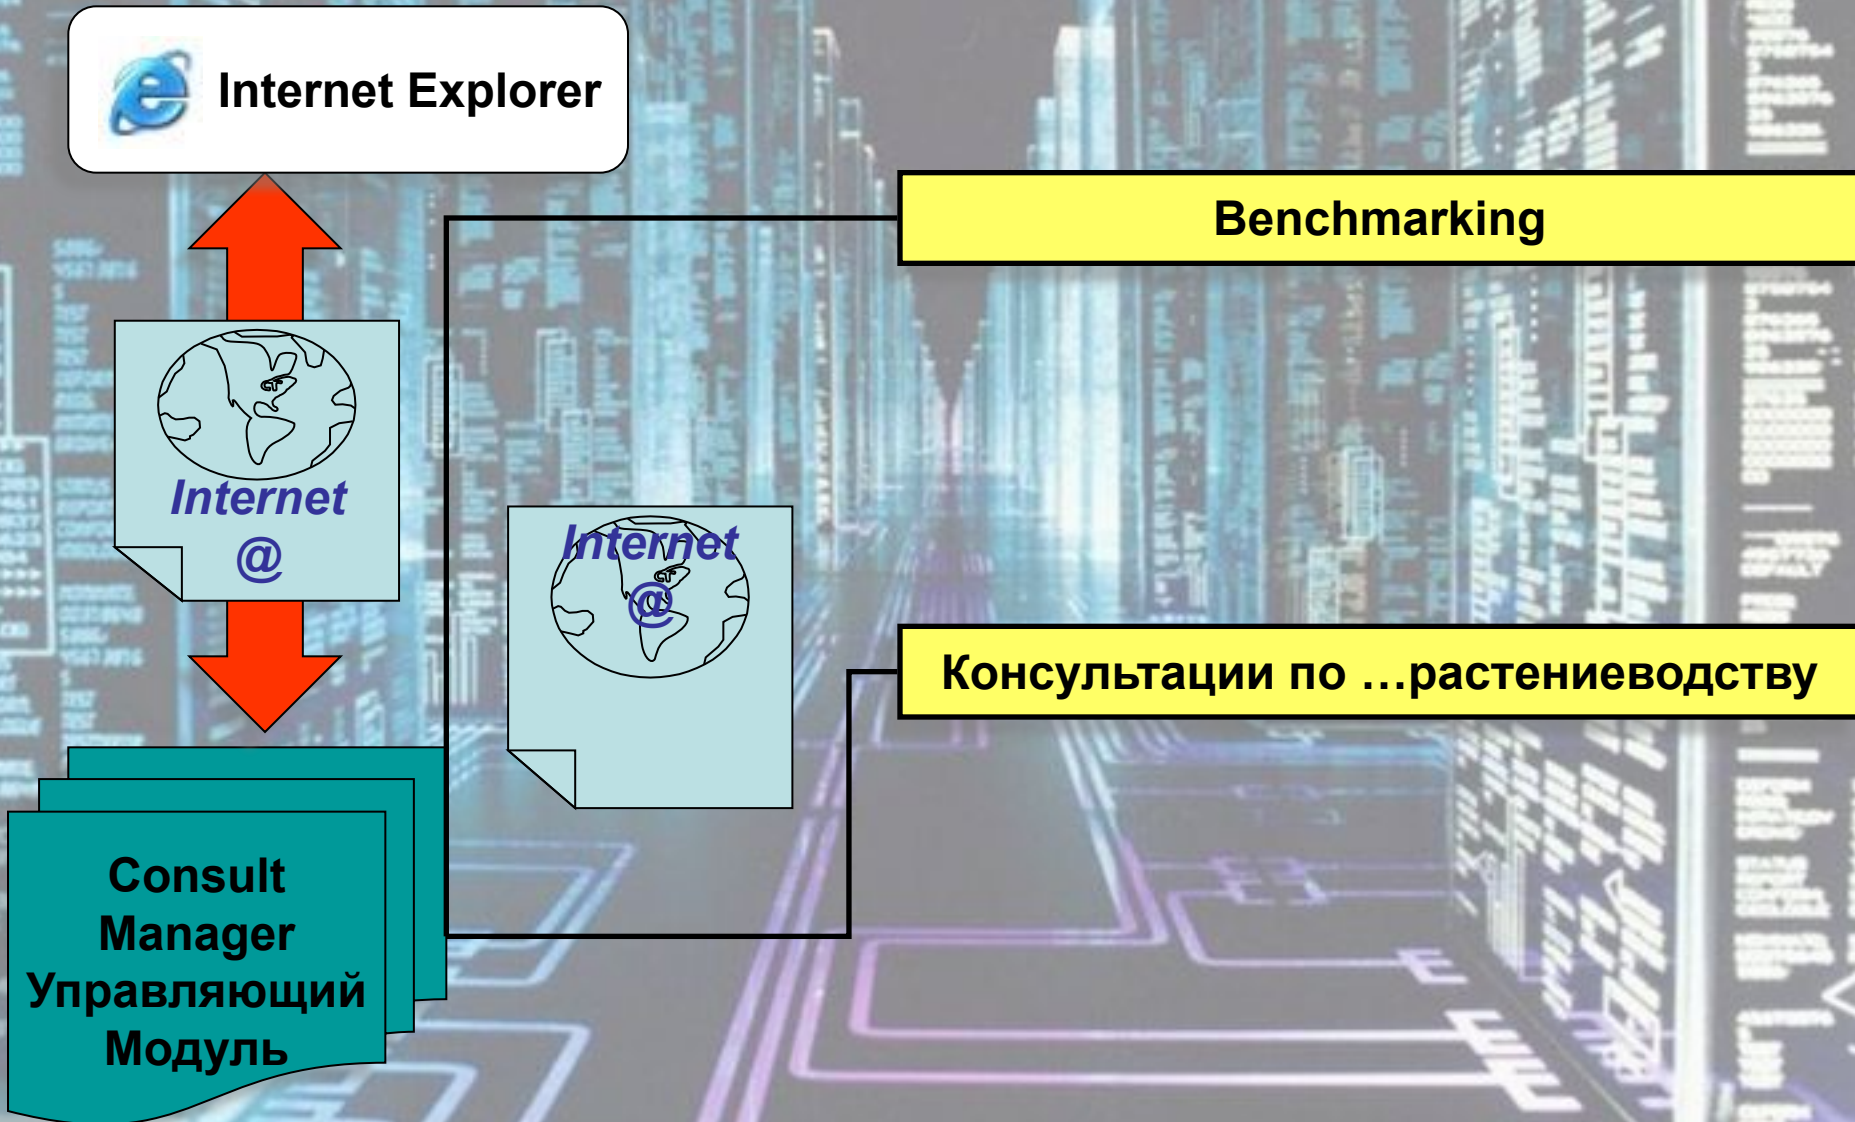 Internet Explorer
Benchmarking
Internet
@
Internet
@
Консультации по ...растениеводству
Consult
Manager
Управляющий
Модуль